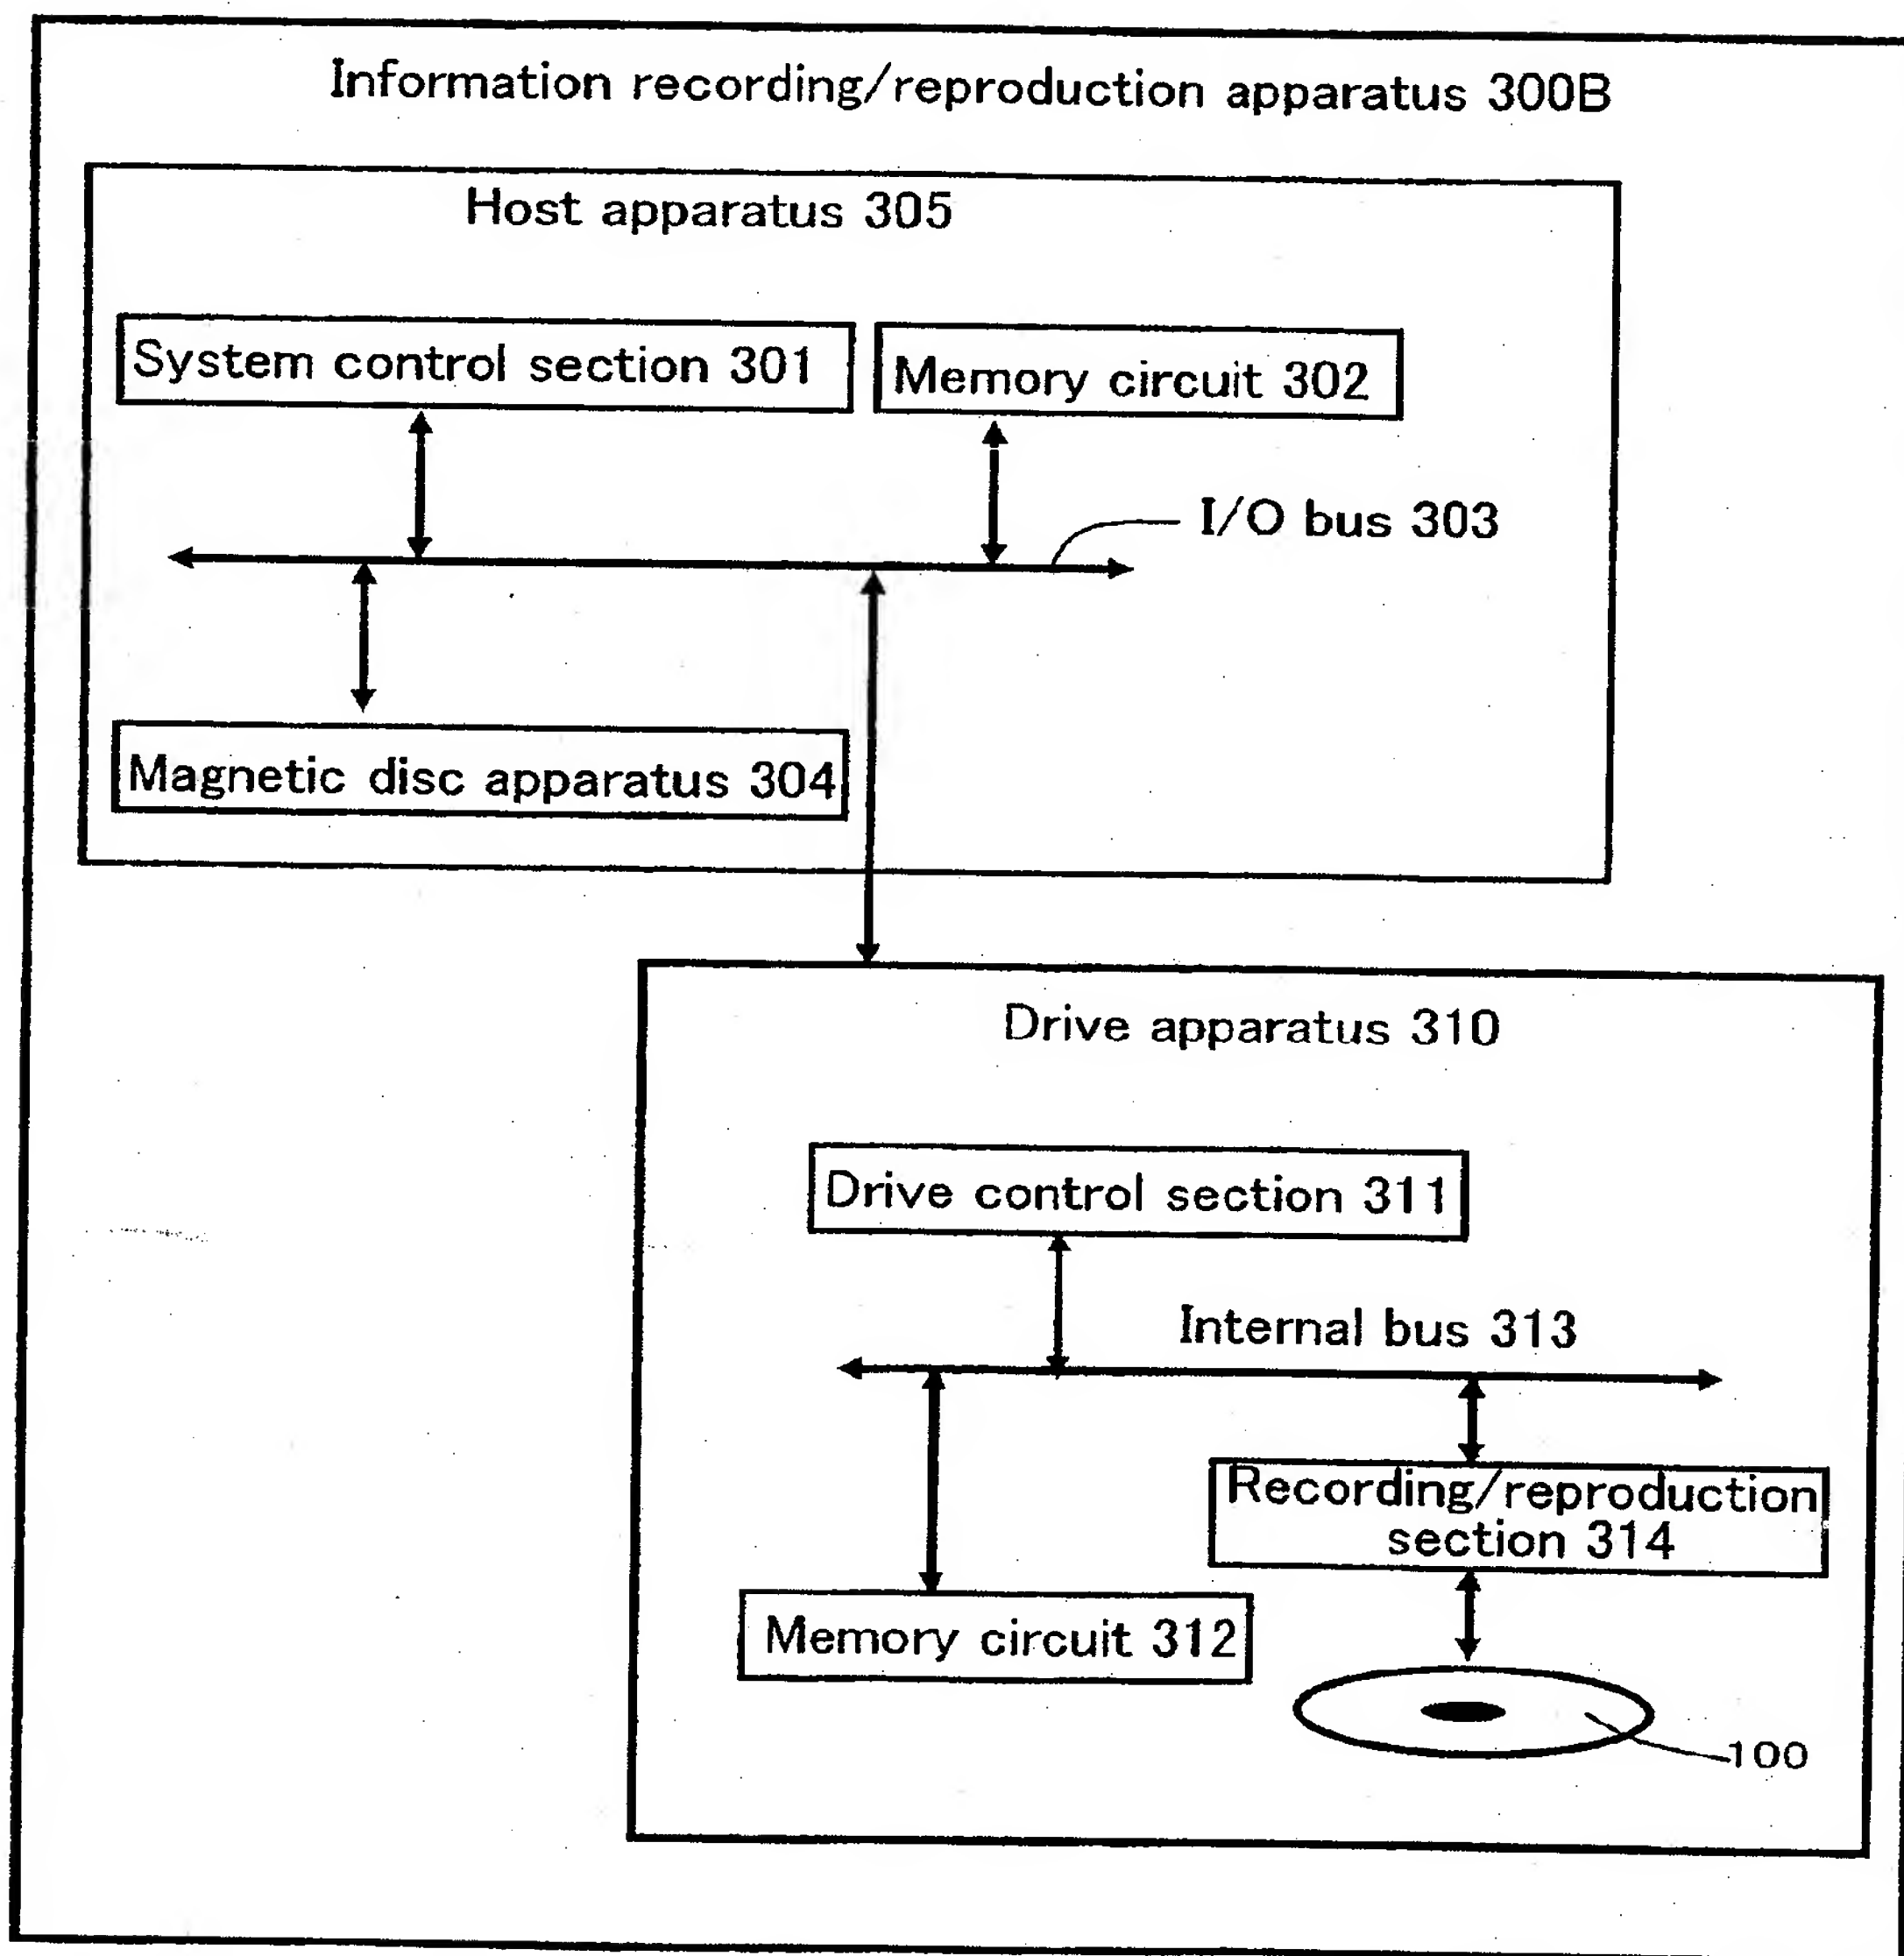 Information recording/reproduction apparatus 300B
Host apparatus 305
System control section 301
Memory circuit 302
I/O bus 303
Magnetic disc apparatus 304
Drive apparatus 310
Drive control section 311
Internal bus 313
Recording/reproduction
section 314
Memory circuit 312
100